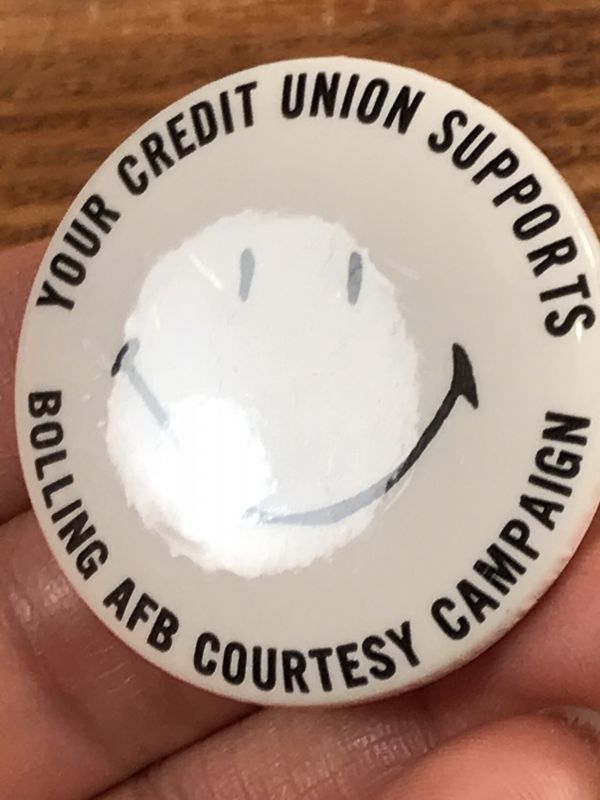 YOUR CREDIT UNION SUPPORTS
BOLLING AFB COURTESY CAMPAIGN